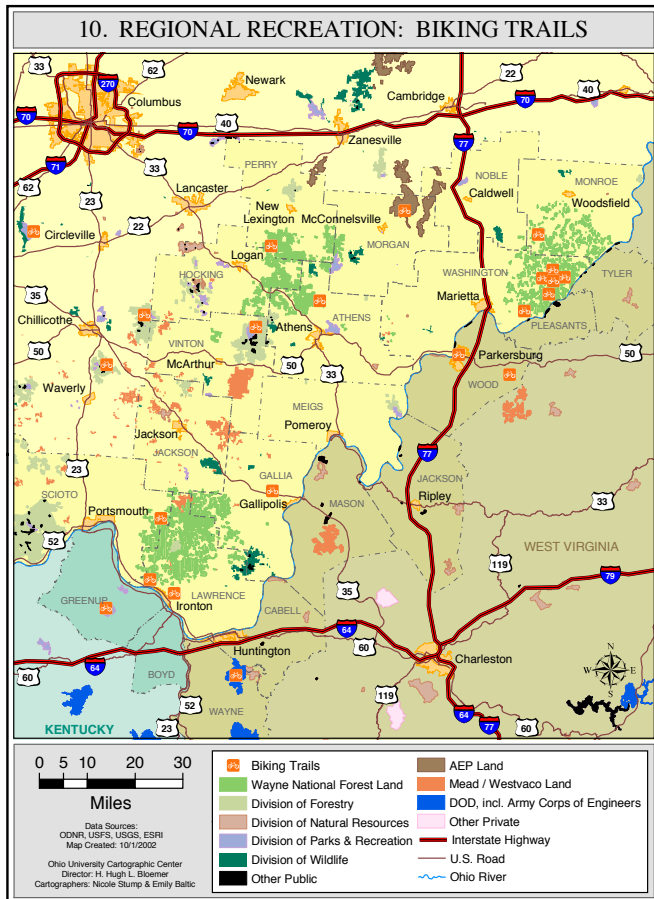 10. REGIONAL RECREATION: BIKING TRAILS
33
62
22
270
Newark
Columbus
Cambridge
40
70
40
70
70
Zanesville
77
71
33
PERRY
NOBLE
62
MONROE
Caldwell
23
Lancaster
Woodsfield
New
Lexington
McConnelsville
22
Circleville
MORGAN
Logan
WASHINGTON
TYLER
HOCKING
35
Marietta
ATHENS
PLEASANTS
Chillicothe
Athens
VINTON
50
Parkersburg
50
McArthur
50
33
WOOD
Waverly
MEIGS
Pomeroy
Jackson
77
JACKSON
23
GALLIA
JACKSON
SCIOTO
Gallipolis
MASON
Ripley
33
Portsmouth
52
WEST VIRGINIA
119
79
LAWRENCE
35
GREENUP
Ironton
CABELL
64
60
Huntington
BOYD
Charleston
64
60
119
52
64
WAYNE
77
60
KENTUCKY
23
N
W
E
S
0 5 10 20 30
Miles
Data Sources:
ODNR, USFS, USGS, ESRI
Map Created: 10/1/2002
Ohio University Cartographic Center
Director: H. Hugh L. Bloemer
Cartographers: Nicole Stump & Emily Baltic
Biking Trails
Wayne National Forest Land
Division of Forestry
Division of Natural Resources
Division of Parks & Recreation
Division of Wildlife
Other Public
AEP Land
Mead / Westvaco Land
DOD, incl. Army Corps of Engineers
Other Private
Interstate Highway
U.S. Road
Ohio River